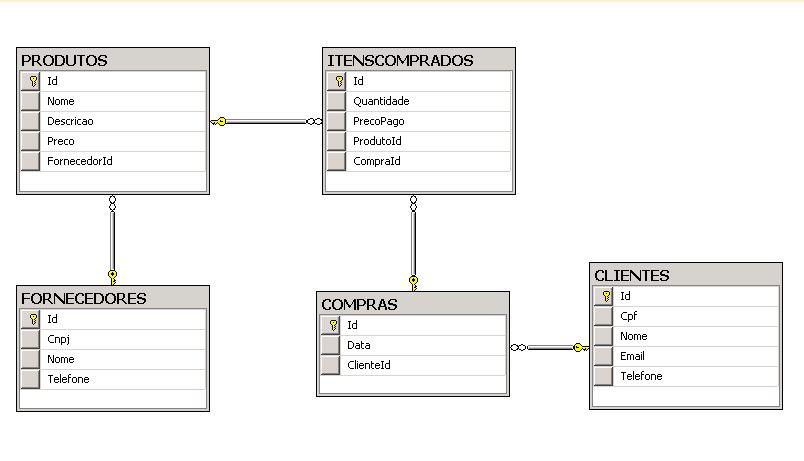 PRODUTOS
Id
Nome
Descricao
Preco
FornecedorId
ITENSCOMPRADOS
Id
Quantidade
PrecoPago
ProdutoId
CompraId
FORNECEDORES
Id
Cnpj
Nome
Telefone
COMPRAS
Id
Data
ClienteId
CLIENTES
Id
Cpf
Nome
Email
Telefone